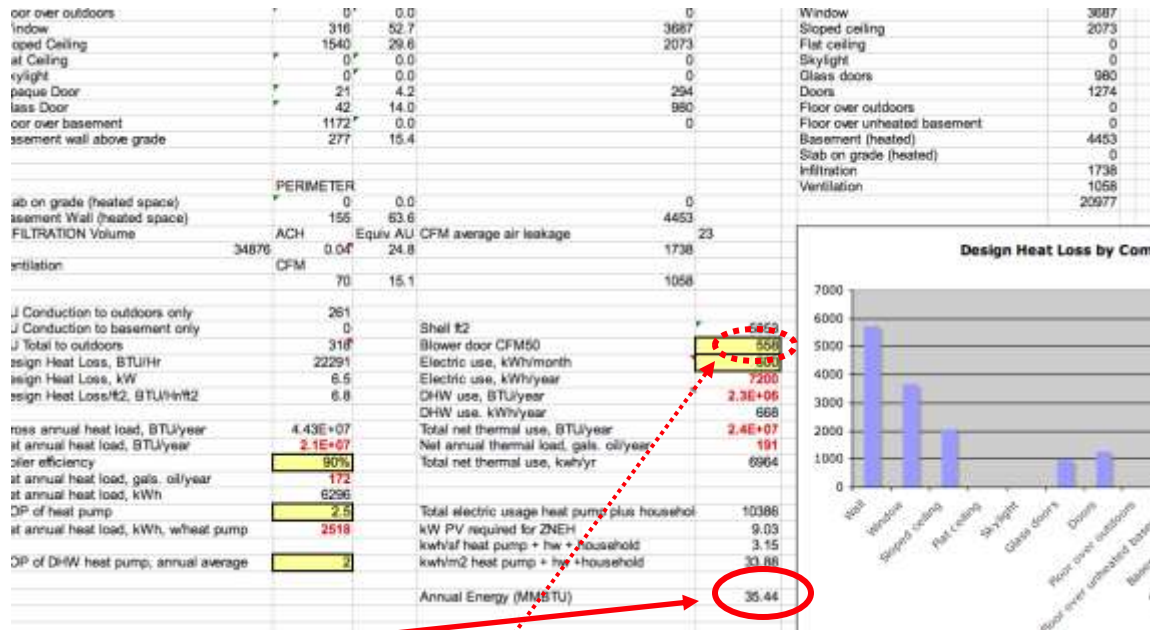 oor over outdoors 0 0.0 0
indow 316 52.7 3687
oped Ceiling 1540 29.6 2073
at Ceiling 0 0.0 0
kylight 0 0.0 0
paque Door 21 4.2 294
lass Door 42 14.0 980
oor over basement 1172 0.0 0
asement wall above grade 277 15.4
PERIMETER
ab on grade (heated space) 0 0.0 0
asement Wall (heated space) 155 63.6 4453
FILTRATION Volume ACH Equiv AU CFM average air leakage 23
34876 0.04 24.8 1738
entilation CFM
70 15.1 1058
J Conduction to outdoors only 261
J Conduction to basement only 0 Shell ft2
J Total to outdoors 318 Blower door CFM50 558
esign Heat Loss, BTU/Hr 22291 Electric use, kWh/month 600
esign Heat Loss, kW 6.5 Electric use, kWh/year 7200
esign Heat Loss/ft2, BTU/Hr/ft2 6.8 DHW use, BTU/year 2.3E+06
DHW use. kWh/year 668
ross annual heat load, BTU/year 4.43E+07 Total net thermal use, BTU/year 2.4E+07
et annual heat load, BTU/year 2.1E+07 Net annual thermal load, gals. oil/year 191
oiler efficiency 90% Total net thermal use, kwh/yr 6964
et annual heat load, gals. oil/year 172
et annual heat load, kWh 6296
OP of heat pump 2.5 Total electric usage heat pump plus househol 10386
et annual heat load, kWh, w/heat pump 2518 kW PV required for ZNEH 9.03
kwh/sf heat pump + hw + household 3.15
OP of DHW heat pump, annual average 2 kwh/m2 heat pump + hw +household 33.88
Annual Energy (MMBTU) 35.44
Window 3687
Sloped ceiling 2073
Flat ceiling 0
Skylight 0
Glass doors 980
Doors 1274
Floor over outdoors 0
Floor over unheated basement 0
Basement (heated) 4453
Slab on grade (heated) 0
Infiltration 1738
Ventilation 1058
20977
Design Heat Loss by Com
7000
6000
5000
4000
3000
2000
1000
0
Wall
Window
Sloped ceiling
Flat ceiling
Skylight
Glass doors
Doors
Floor over outdoors
floor over unheated base
Base